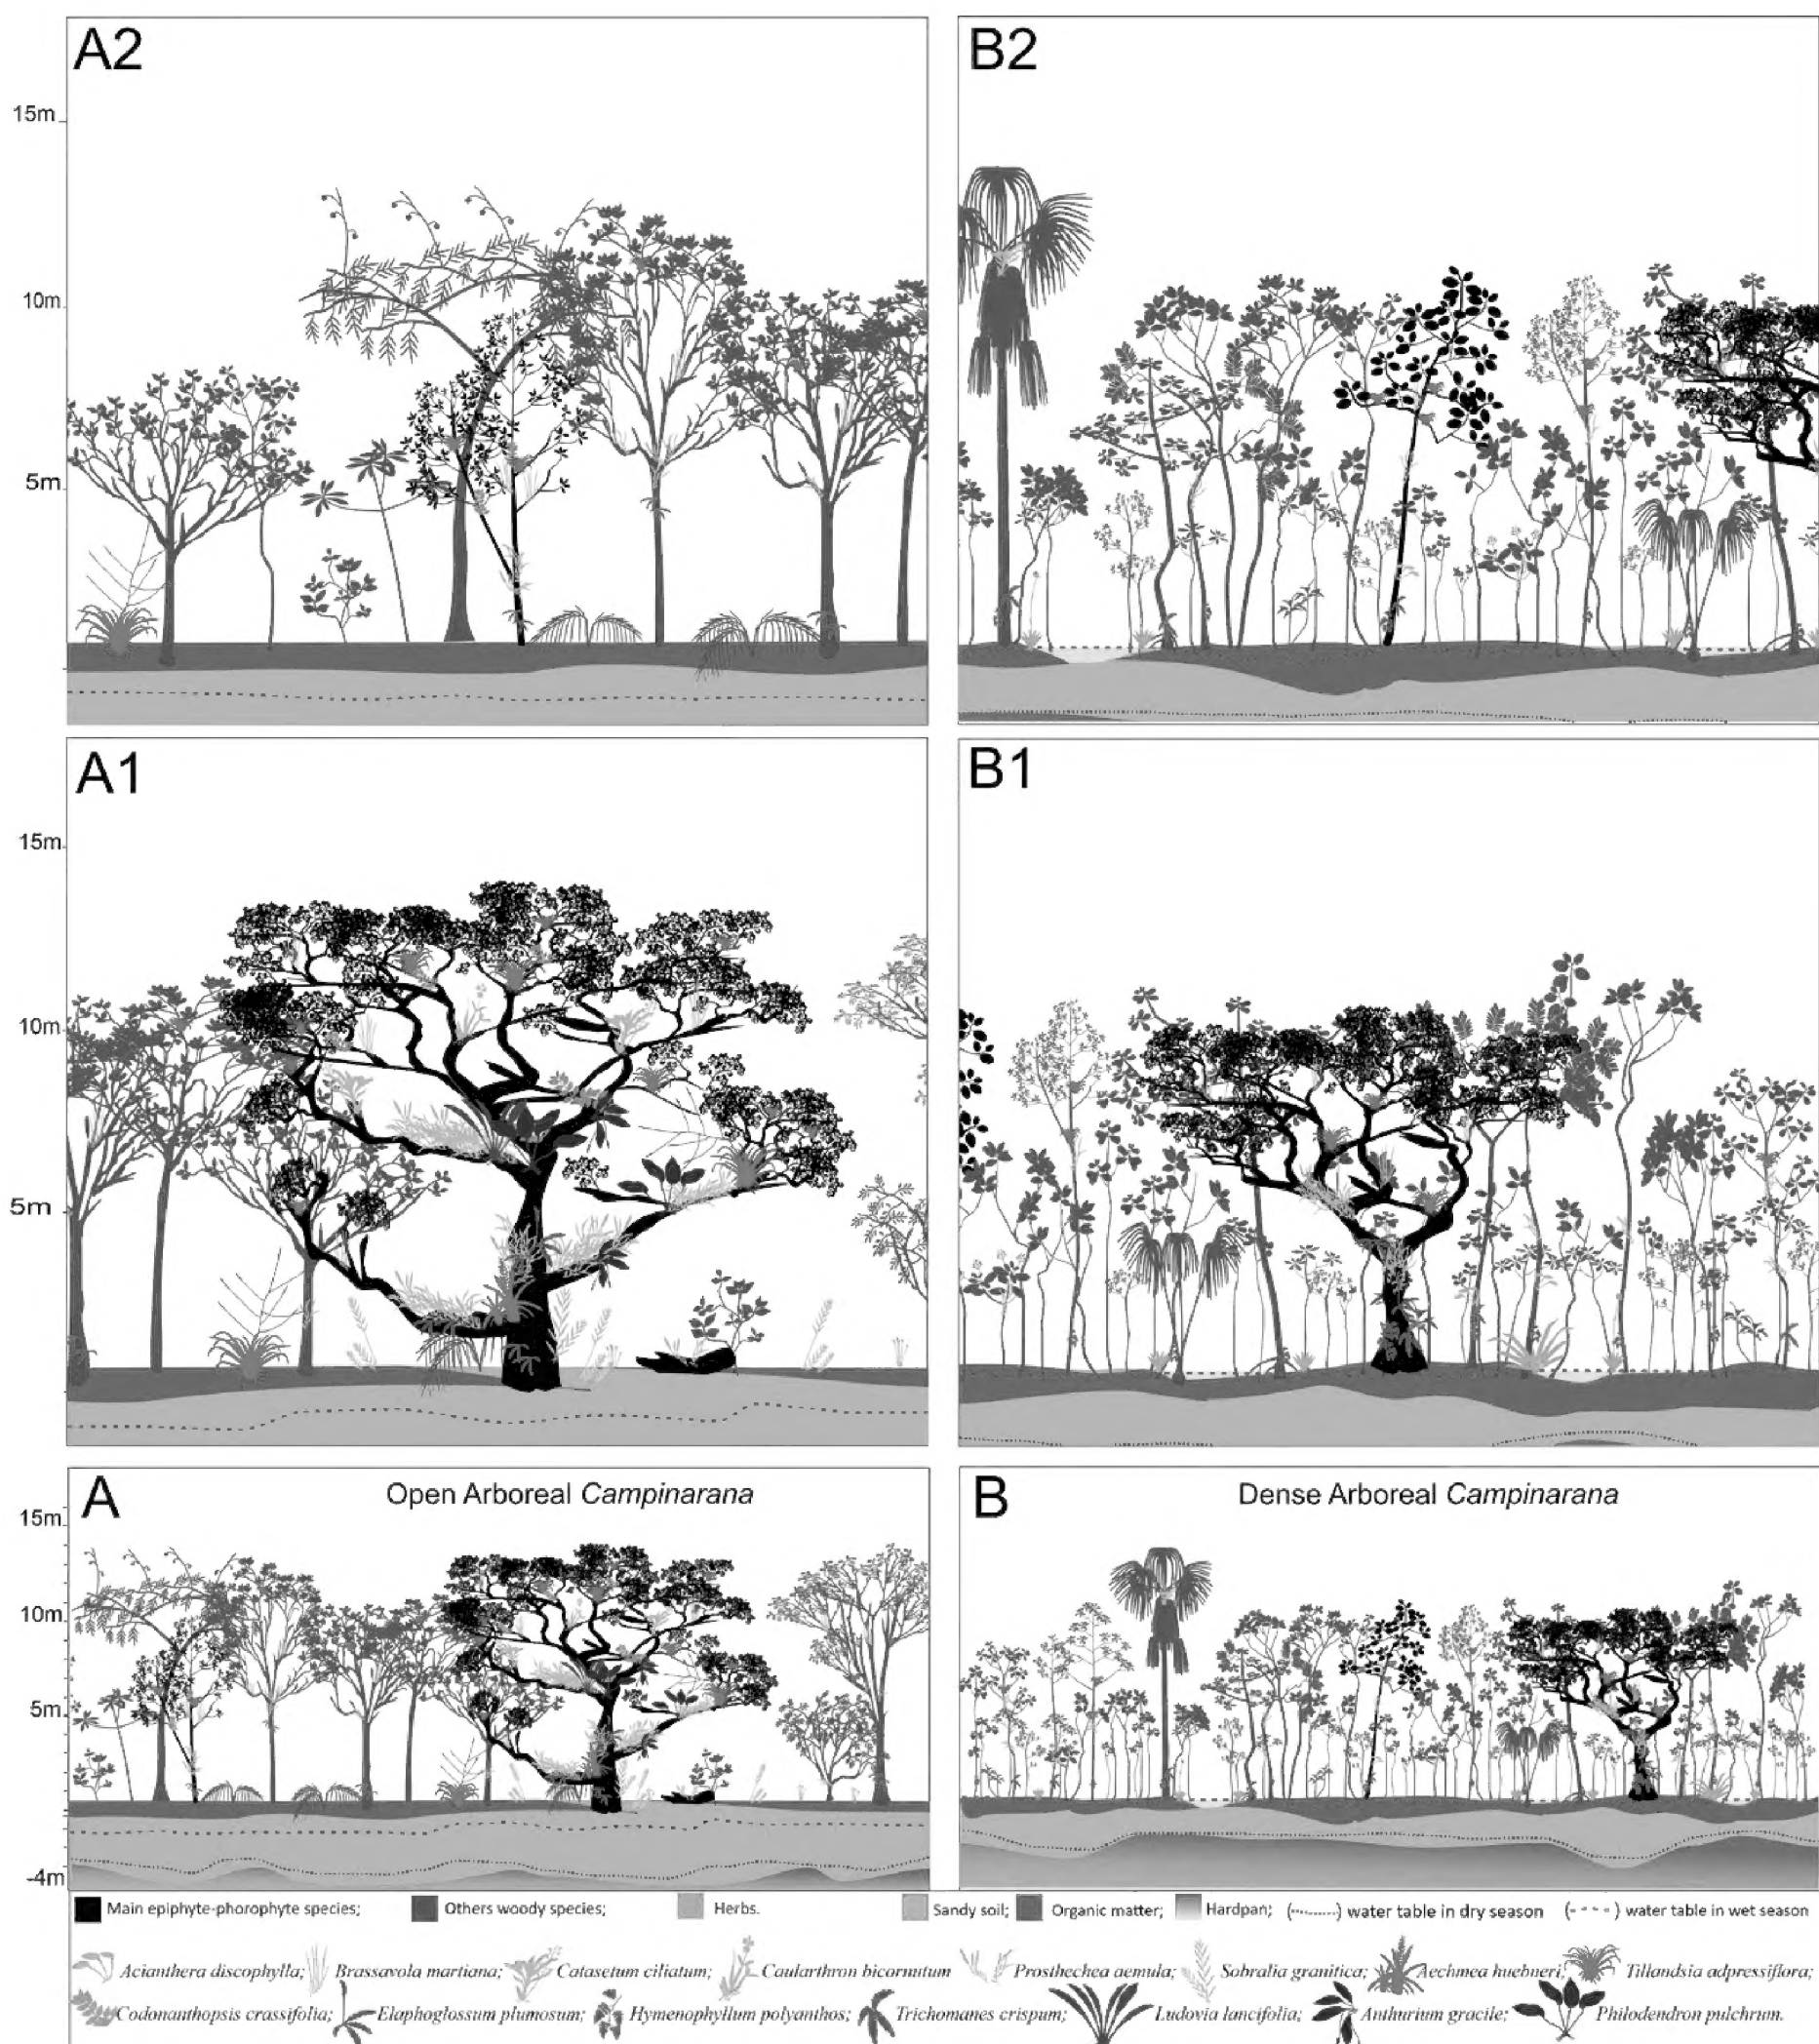 A2
B2
15m
10m
5m
A1
B1
15m
10m
5m
A
Open Arboreal Campinarana
B
Dense Arboreal Campinarana
15m
10m
5m
-4m
Main epiphyte-phorophyte species; Others woody species; Herbs. Sandy soil; Organic matter; Hardpan; (·········) water table in dry season (- - - -) water table in wet season
Acianthera discophylla; Brassavola martiana; Catasetum ciliatum; Caularthron bicornutum Prosthechea aemula; Sobralia granitica; Aechmea huebneri; Tillandsia adpressiflora;
Codonanthopsis crassifolia; Elaphoglossum plumosum; Hymenophyllum polyanthos; Trichomanes crispum; Ludovia lancifolia; Anthurium gracile; Philodendron pulchrum.